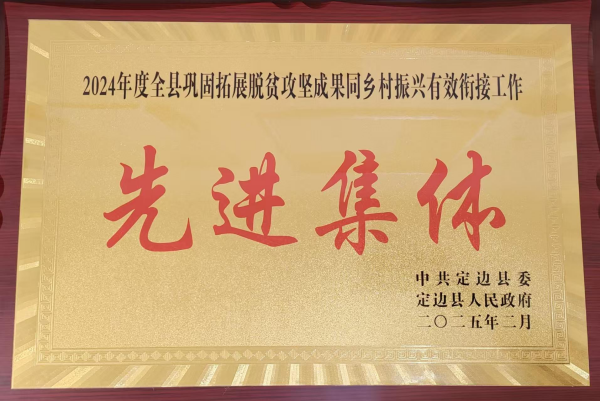 2024年度全县巩固拓展脱贫攻坚成果同乡村振兴有效衔接工作
先进集体
中共定边县委
定边县人民政府
二〇二五年二月